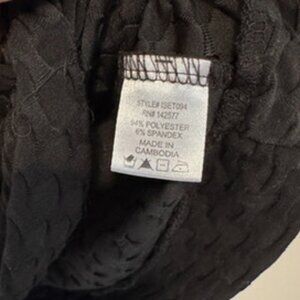 STYLE# ISET094
RN# 142577
94% POLYESTER
6% SPANDEX
MADE IN
CAMBODIA